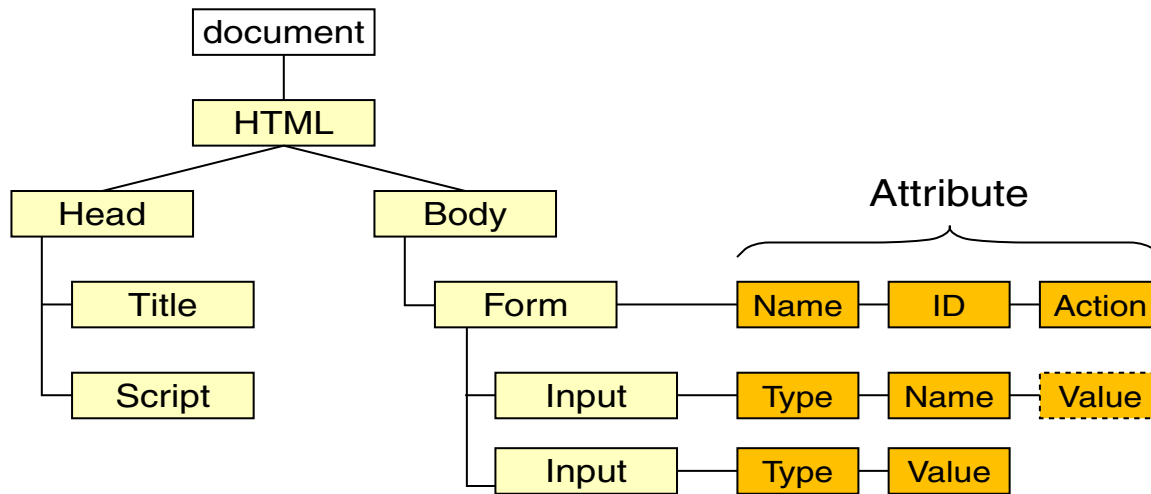 document
HTML
Head
Body
Attribute
Title
Form
Name
ID
Action
Script
Input
Type
Name
Value
Input
Type
Value